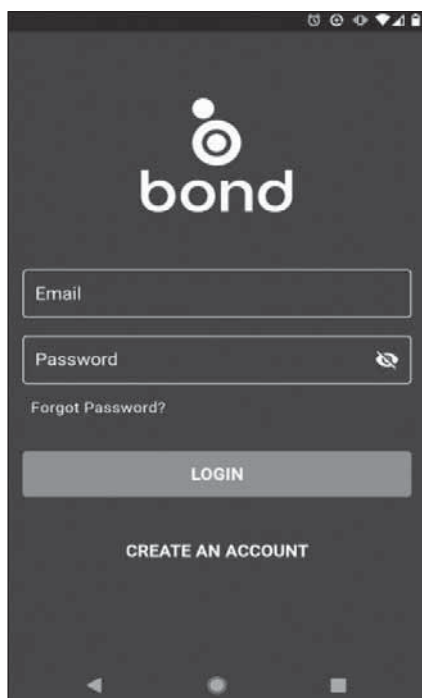 bond
Email
Password
Forgot Password?
LOGIN
CREATE AN ACCOUNT